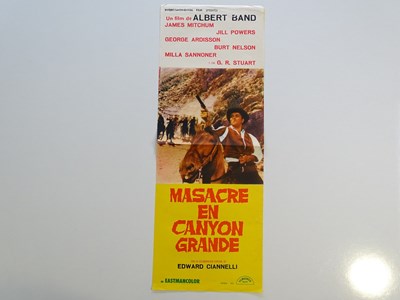 Un film de ALBERT BAND
JAMES MITCHUM
JILL POWERS
GEORGE ARDISSON
BURT NELSON
MILLA SANNONER
G. R. STUART
MASACRE
EN
CANYON
GRANDE
EDWARD CIANNELLI
EASTMANCOLOR